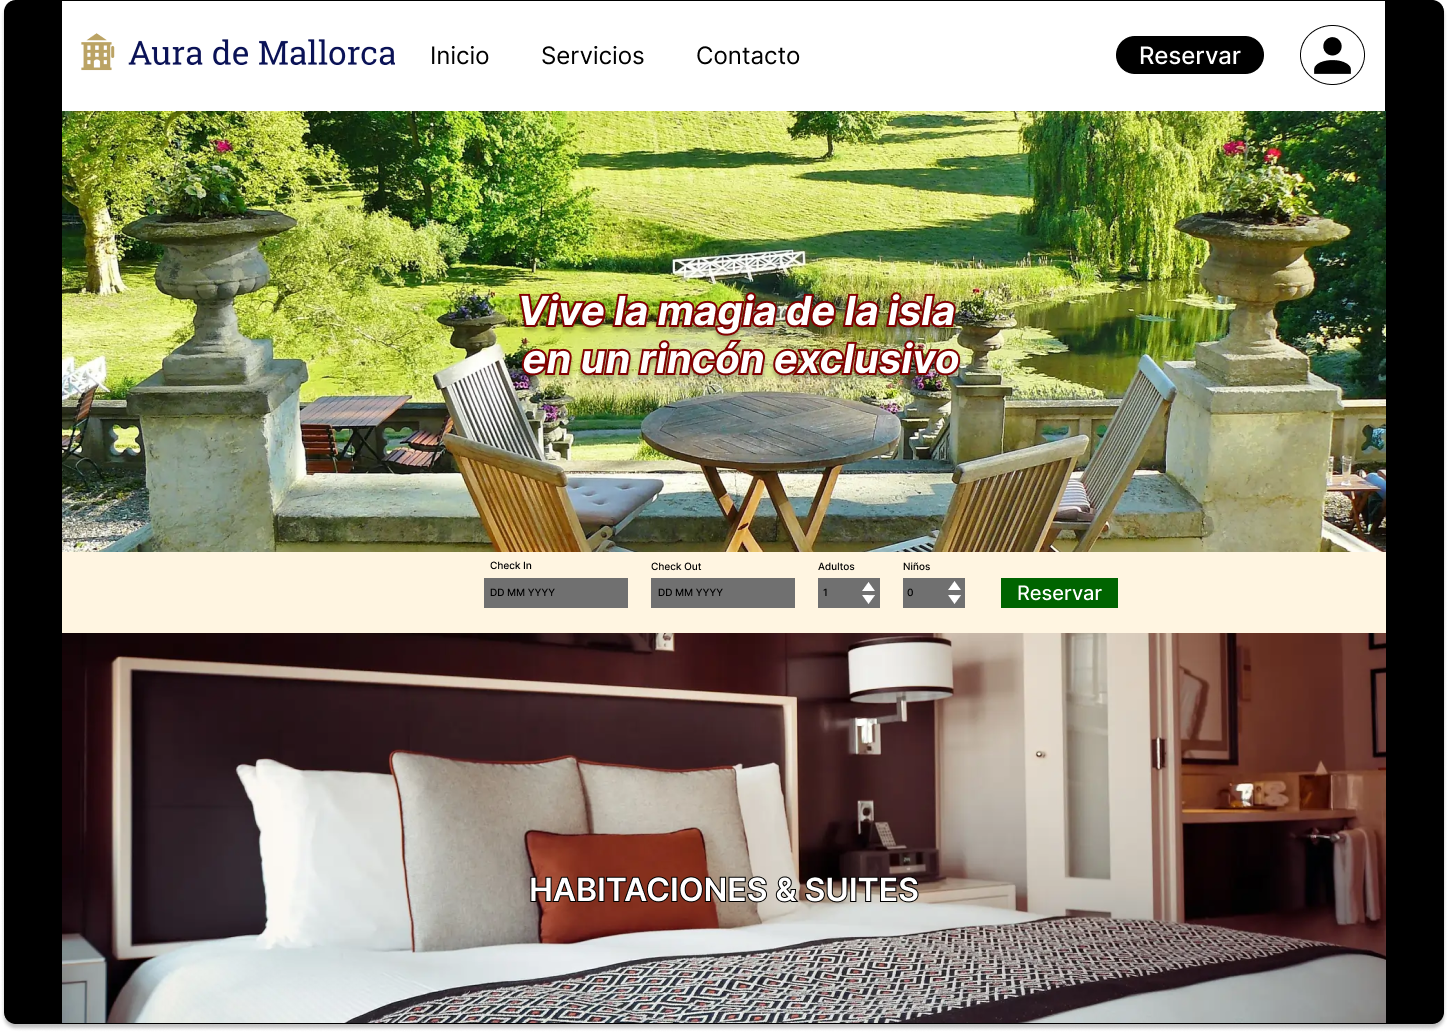 Aura de Mallorca Inicio Servicios Contacto Reservar
Vive la magia de la isla
en un rincón exclusivo
Check In Check Out Adultos Niños
DD MM YYYY DD MM YYYY 1 0 Reservar
HABITACIONES & SUITES